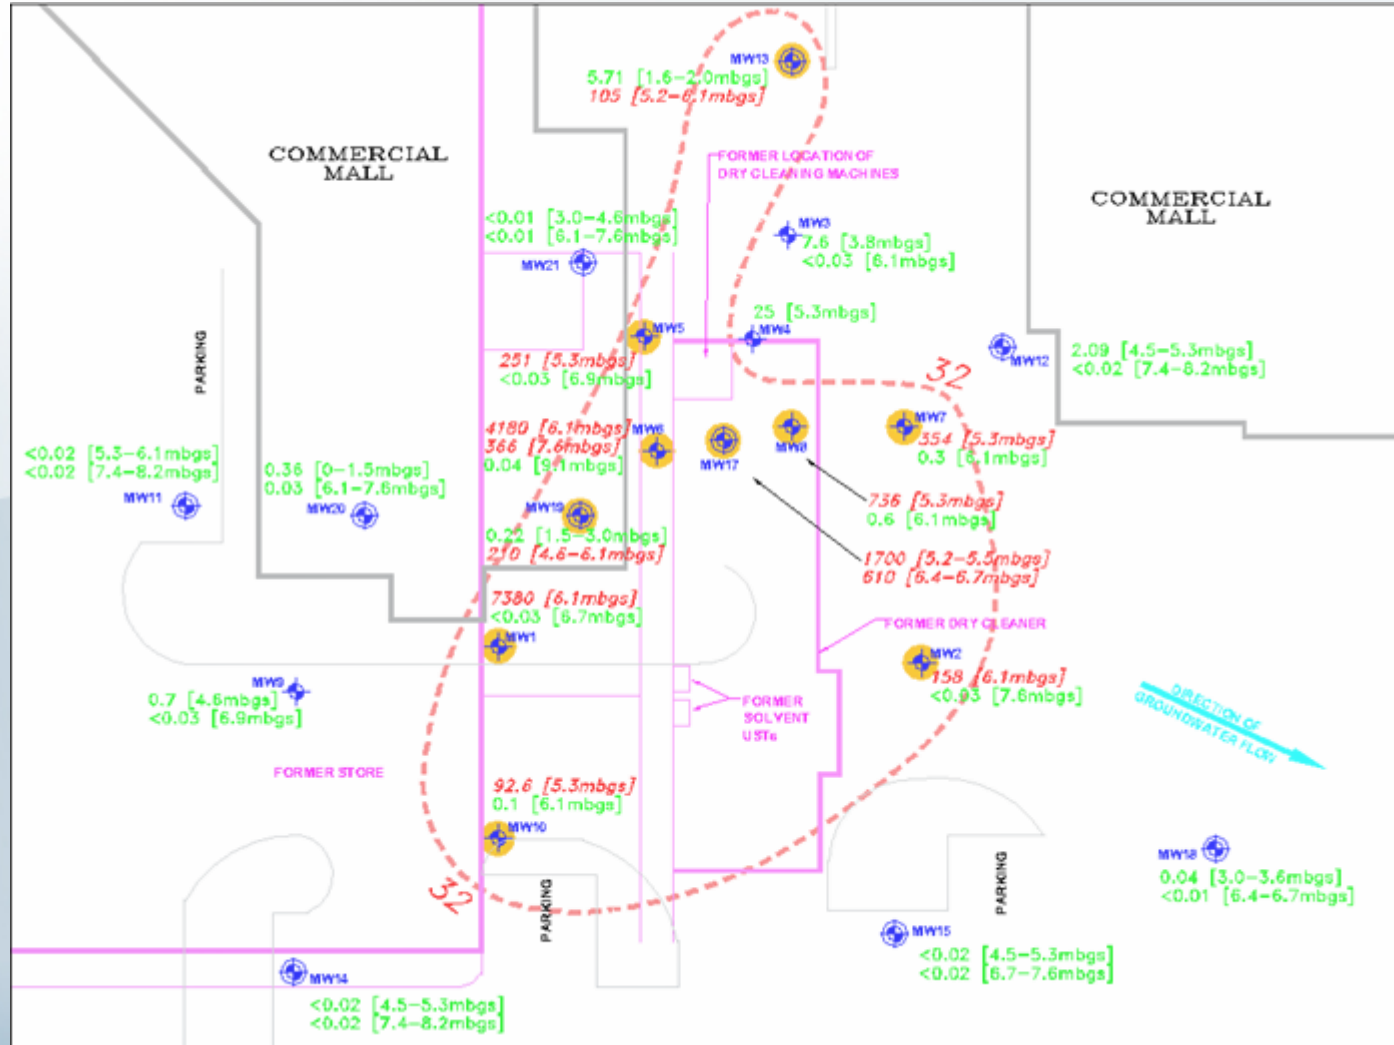 MW13
5.71 [1.6-2.0mbgs]
105 [5.2-6.1mbgs]
COMMERCIAL
MALL
FORMER LOCATION OF
DRY CLEANING MACHINES
COMMERCIAL
MALL
<0.01 [3.0-4.6mbgs]
<0.01 [6.1-7.6mbgs]
MW21
MW3
7.6 [3.8mbgs]
<0.03 [6.1mbgs]
25 [5.3mbgs]
MW4
MW5
251 [5.3mbgs]
<0.03 [6.9mbgs]
PARKING
MW12
2.09 [4.5-5.3mbgs]
<0.02 [7.4-8.2mbgs]
32
4180 [6.1mbgs]
366 [7.6mbgs]
0.04 [9.1mbgs]
MW6
MW17
MW8
MW7
354 [5.3mbgs]
0.3 [6.1mbgs]
<0.02 [5.3-6.1mbgs]
<0.02 [7.4-8.2mbgs]
MW11
0.36 [0-1.5mbgs]
0.03 [6.1-7.6mbgs]
MW20
MW19
0.22 [1.5-3.0mbgs]
210 [4.6-6.1mbgs]
736 [5.3mbgs]
0.6 [6.1mbgs]
1700 [5.2-5.5mbgs]
610 [6.4-6.7mbgs]
7380 [6.1mbgs]
<0.03 [6.7mbgs]
MW1
FORMER DRY CLEANER
MW2
158 [6.1mbgs]
<0.03 [7.6mbgs]
MW9
0.7 [4.6mbgs]
<0.03 [6.9mbgs]
FORMER
SOLVENT
USTs
DIRECTION OF
GROUNDWATER FLOW
FORMER STORE
92.6 [5.3mbgs]
0.1 [6.1mbgs]
MW10
32
PARKING
PARKING
MW18
0.04 [3.0-3.6mbgs]
<0.01 [6.4-6.7mbgs]
MW15
<0.02 [4.5-5.3mbgs]
<0.02 [6.7-7.6mbgs]
MW14
<0.02 [4.5-5.3mbgs]
<0.02 [7.4-8.2mbgs]